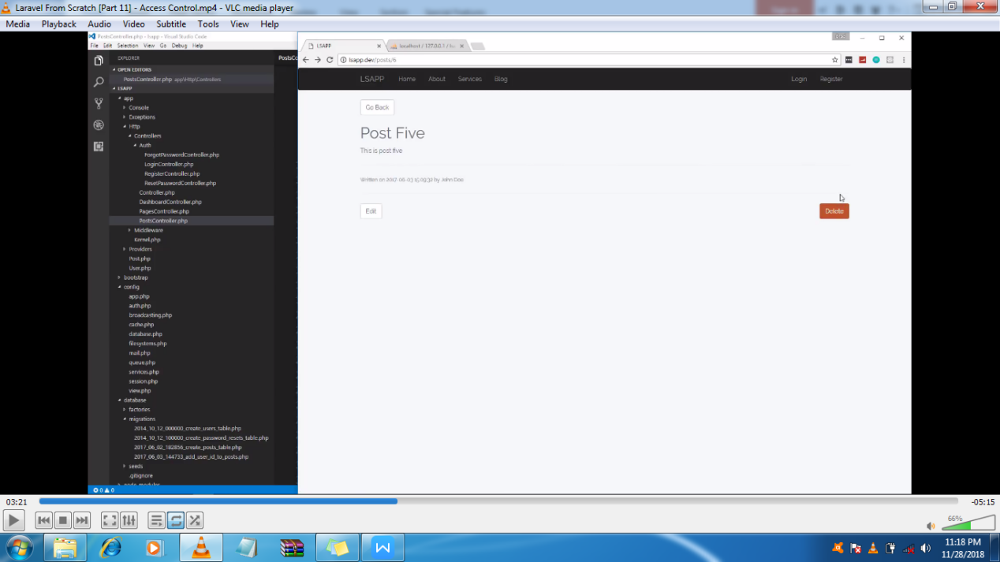 Laravel From Scratch [Part 11] - Access Control.mp4 - VLC media player
Media Playback Audio Video Subtitle Tools View Help
PostsController.php - lsapp - Visual Studio Code
File Edit Selection View Go Debug Help
EXPLORER
OPEN EDITORS
PostsController.php app\Http\Controllers
LSAPP
app
Console
Exceptions
Http
Controllers
Auth
ForgotPasswordController.php
LoginController.php
RegisterController.php
ResetPasswordController.php
Controller.php
DashboardController.php
PagesController.php
PostsController.php
Middleware
Kernel.php
Providers
Post.php
User.php
bootstrap
config
app.php
auth.php
broadcasting.php
cache.php
database.php
filesystems.php
mail.php
queue.php
services.php
session.php
view.php
database
factories
migrations
2014_10_12_000000_create_users_table.php
2014_10_12_100000_create_password_resets_table.php
2017_06_02_182856_create_posts_table.php
2017_06_03_144733_add_user_id_to_posts.php
seeds
.gitignore
node_modules
0 0
PostsCo
LSAPP
localhost / 127.0.0.1 /
lsapp.dev/posts/6
LSAPP Home About Services Blog Login Register
Go Back
Post Five
This is post five
Written on 2017-06-03 15:09:32 by John Doe
Edit Delete
03:21 -05:15
66%
11:18 PM
11/28/2018